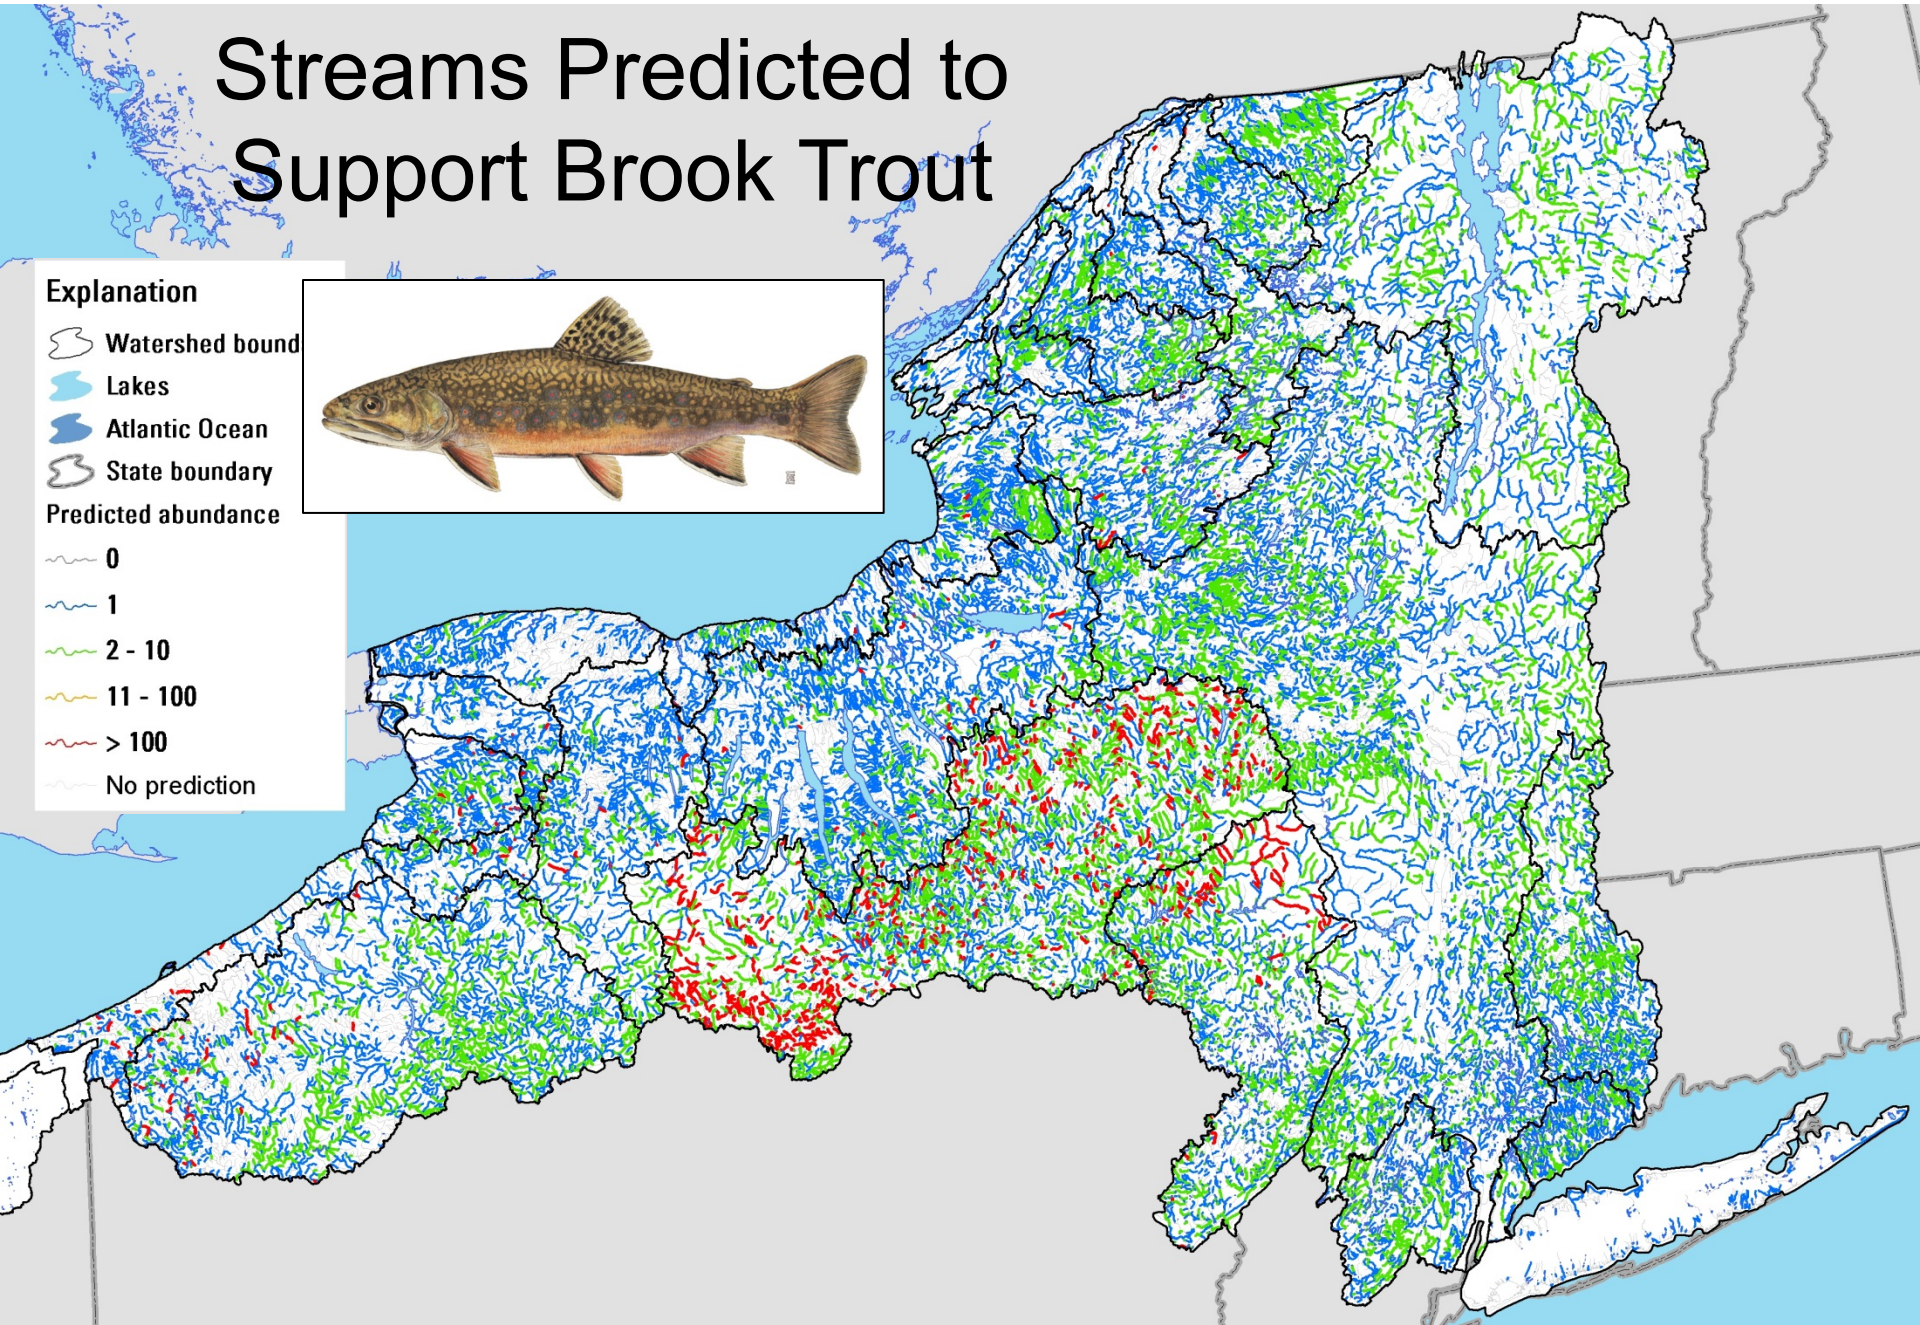 Streams Predicted to
Support Brook Trout
Explanation
Watershed bound
Lakes
Atlantic Ocean
State boundary
Predicted abundance
0
1
2 - 10
11 - 100
> 100
No prediction